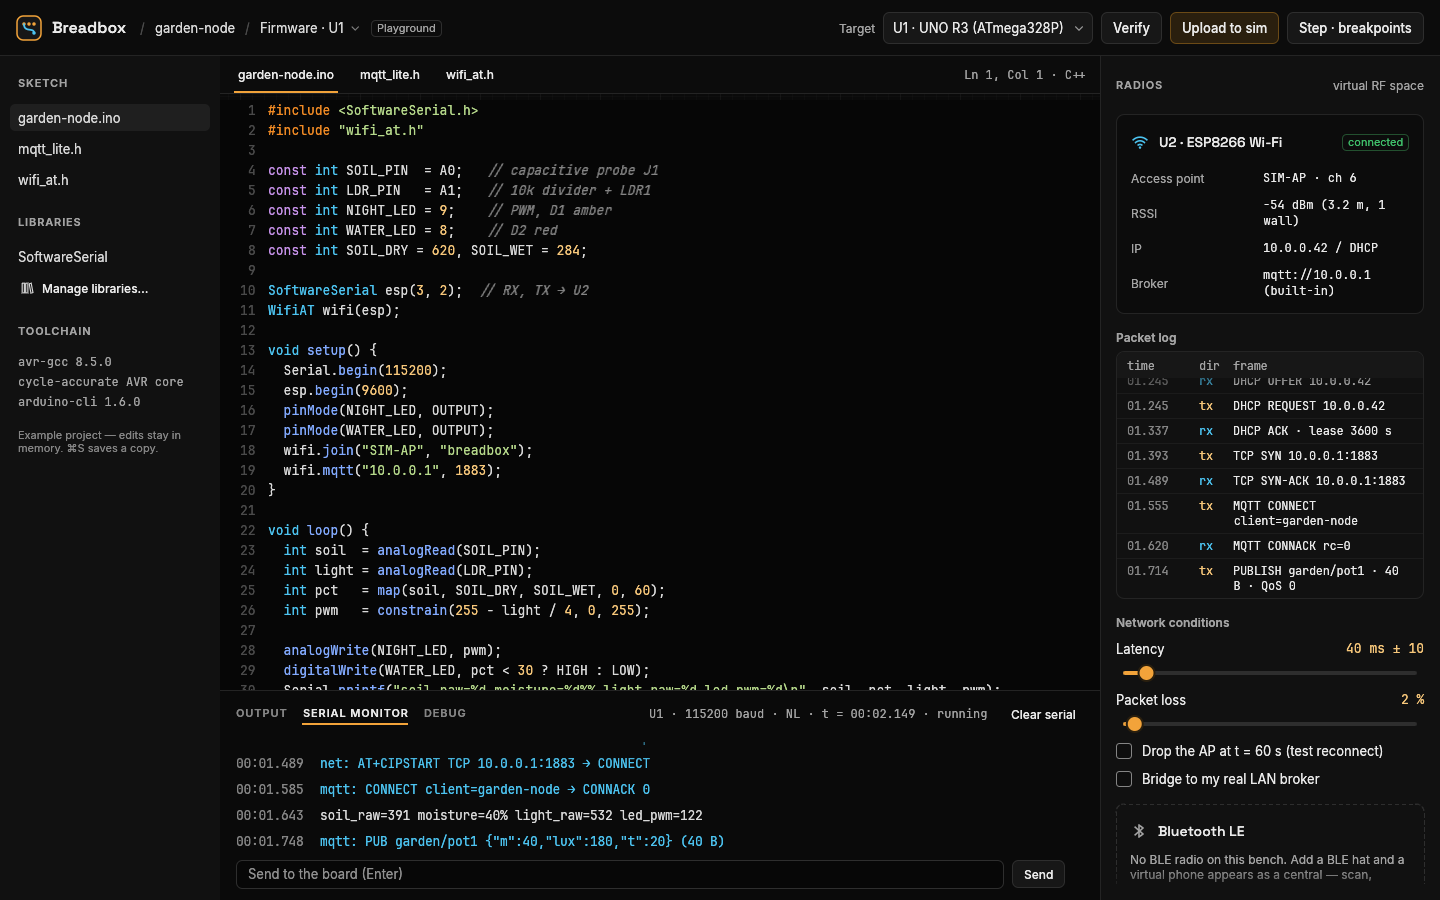 Breadbox / garden-node / Firmware · U1 Playground
Target U1 · UNO R3 (ATmega328P) Verify Upload to sim Step · breakpoints
SKETCH
garden-node.ino
mqtt_lite.h
wifi_at.h
LIBRARIES
SoftwareSerial
Manage libraries...
TOOLCHAIN
avr-gcc 8.5.0
cycle-accurate AVR core
arduino-cli 1.6.0
Example project — edits stay in
memory. ⌘S saves a copy.
garden-node.ino mqtt_lite.h wifi_at.h Ln 1, Col 1 · C++
1 #include <SoftwareSerial.h>
2 #include "wifi_at.h"
3
4 const int SOIL_PIN  = A0;   // capacitive probe J1
5 const int LDR_PIN   = A1;   // 10k divider + LDR1
6 const int NIGHT_LED = 9;    // PWM, D1 amber
7 const int WATER_LED = 8;    // D2 red
8 const int SOIL_DRY = 620, SOIL_WET = 284;
9
10 SoftwareSerial esp(3, 2);  // RX, TX → U2
11 WifiAT wifi(esp);
12
13 void setup() {
14   Serial.begin(115200);
15   esp.begin(9600);
16   pinMode(NIGHT_LED, OUTPUT);
17   pinMode(WATER_LED, OUTPUT);
18   wifi.join("SIM-AP", "breadbox");
19   wifi.mqtt("10.0.0.1", 1883);
20 }
21
22 void loop() {
23   int soil  = analogRead(SOIL_PIN);
24   int light = analogRead(LDR_PIN);
25   int pct   = map(soil, SOIL_DRY, SOIL_WET, 0, 60);
26   int pwm   = constrain(255 - light / 4, 0, 255);
27
28   analogWrite(NIGHT_LED, pwm);
29   digitalWrite(WATER_LED, pct < 30 ? HIGH : LOW);
30   Serial.printf("soil_raw=%d moisture=%d%% light_raw=%d led_pwm=%d\n", soil, pct, light, pwm);
OUTPUT SERIAL MONITOR DEBUG U1 · 115200 baud · NL · t = 00:02.149 · running Clear serial
00:01.489 net: AT+CIPSTART TCP 10.0.0.1:1883 → CONNECT
00:01.585 mqtt: CONNECT client=garden-node → CONNACK 0
00:01.643 soil_raw=391 moisture=40% light_raw=532 led_pwm=122
00:01.748 mqtt: PUB garden/pot1 {"m":40,"lux":180,"t":20} (40 B)
Send to the board (Enter) Send
RADIOS virtual RF space
U2 · ESP8266 Wi-Fi connected
Access point SIM-AP · ch 6
RSSI -54 dBm (3.2 m, 1
wall)
IP 10.0.0.42 / DHCP
Broker mqtt://10.0.0.1
(built-in)
Packet log
time dir frame
01.245 rx DHCP OFFER 10.0.0.42
01.245 tx DHCP REQUEST 10.0.0.42
01.337 rx DHCP ACK · lease 3600 s
01.393 tx TCP SYN 10.0.0.1:1883
01.489 rx TCP SYN-ACK 10.0.0.1:1883
01.555 tx MQTT CONNECT
client=garden-node
01.620 rx MQTT CONNACK rc=0
01.714 tx PUBLISH garden/pot1 · 40
B · QoS 0
Network conditions
Latency 40 ms ± 10
Packet loss 2 %
Drop the AP at t = 60 s (test reconnect)
Bridge to my real LAN broker
Bluetooth LE
No BLE radio on this bench. Add a BLE hat and a
virtual phone appears as a central — scan,